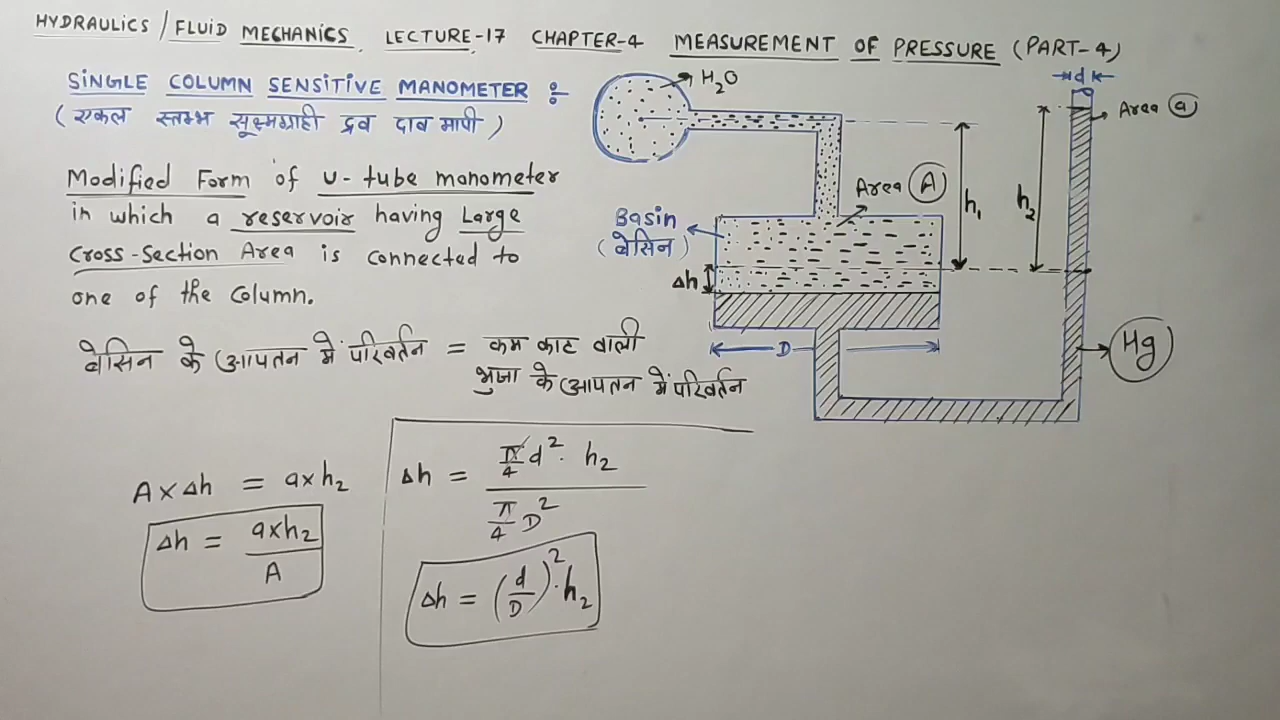 HYDRAULICS / FLUID MECHANICS, LECTURE-17 CHAPTER-4 MEASUREMENT OF PRESSURE (PART-4)
SINGLE COLUMN SENSITIVE MANOMETER :-
(एकल स्तम्भ सूक्ष्मग्राही द्रव दाब मापी)
Modified Form of U-tube manometer
in which a reservoir having Large
Cross-Section Area is connected to
one of the column.
बेसिन के आयतन में परिवर्तन = कम काट वाली
भुजा के आयतन में परिवर्तन
A × Δh = a×h₂
Δh = a×h₂ / A
Δh = π/4 d² · h₂ / π/4 D²
Δh = (d/D)² · h₂
H₂O
d
Area a
Area A
h₁
h₂
Basin
(बेसिन)
Δh
D
Hg